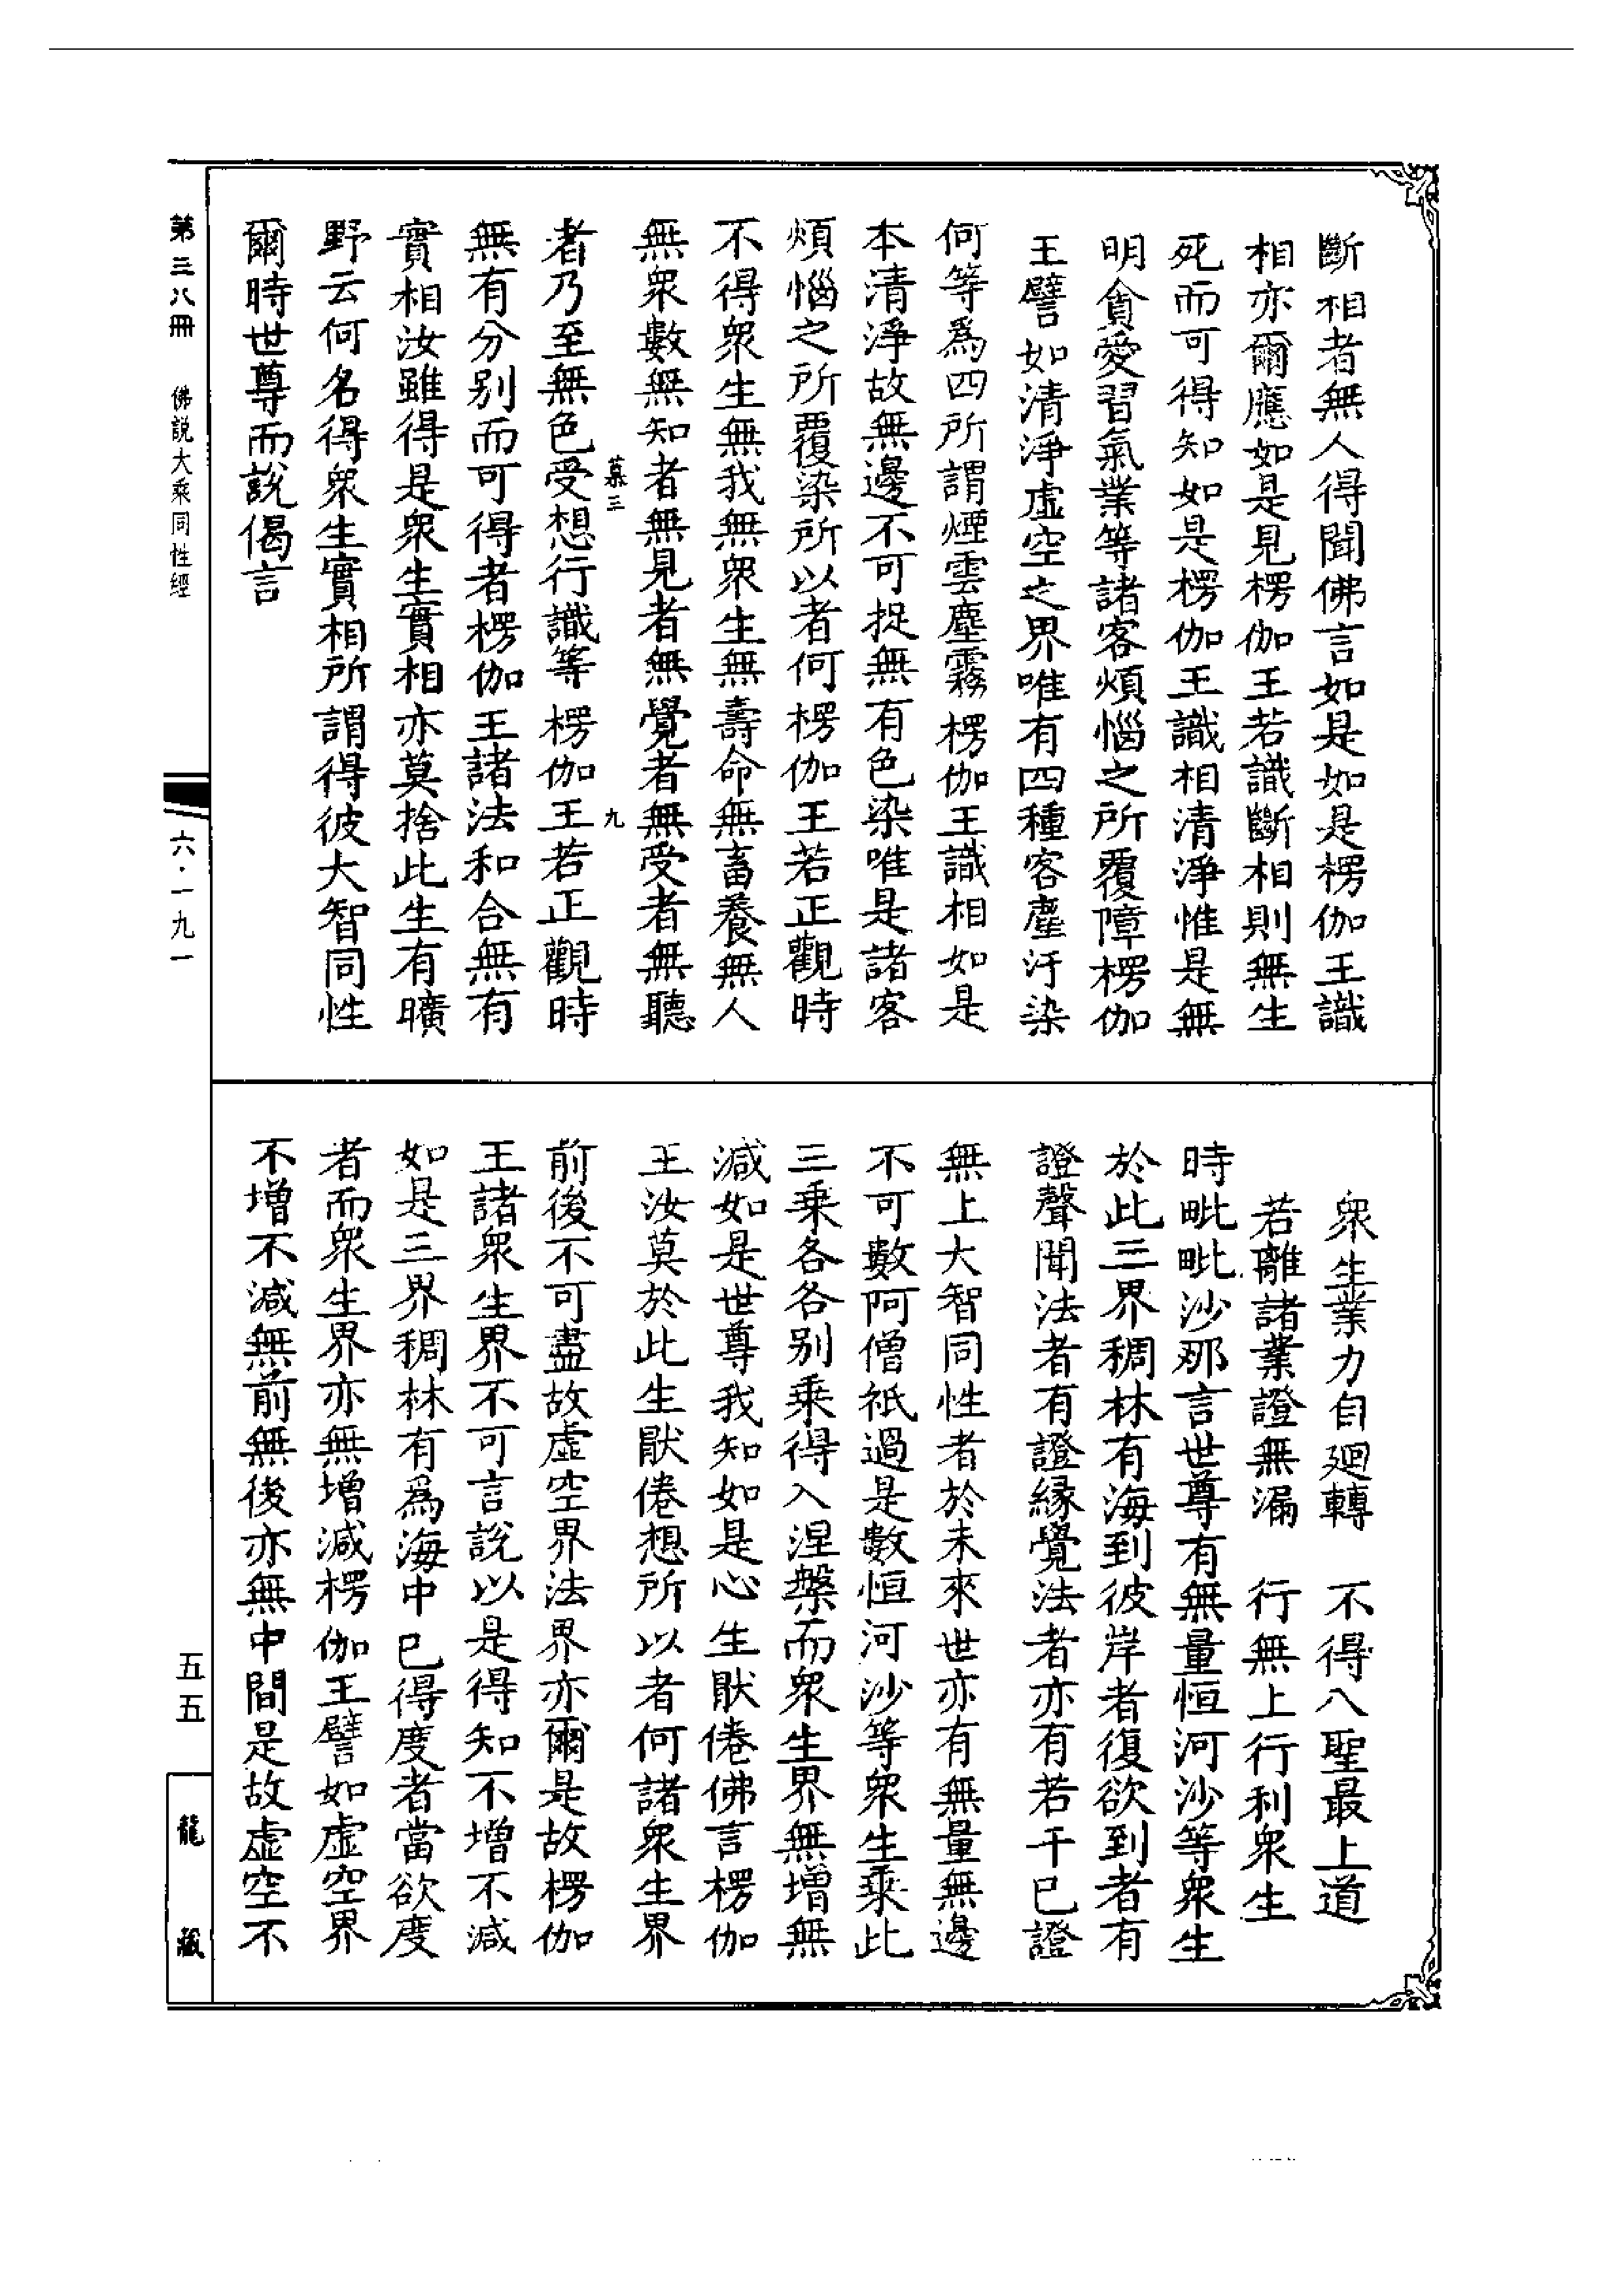 斷相者無人得聞佛言如是如是楞伽王識
相亦爾應如是見楞伽王若識斷相則無生
死而可得知如是楞伽王識相清淨惟是無
明貪愛習氣業等諸客煩惱之所覆障楞伽
王譬如清淨虛空之界唯有四種客塵汙染
何等爲四所謂煙雲塵霧楞伽王識相如是
本清淨故無邊不可捉無有色染唯是諸客
煩惱之所覆染所以者何楞伽王若正觀時
不得衆生無我無衆生無壽命無畜養無人
無衆數無知者無見者無覺者無受者無聽
慕三 九
者乃至無色受想行識等楞伽王若正觀時
無有分别而可得者楞伽王諸法和合無有
實相汝雖得是衆生實相亦莫捨此生有曠
野云何名得衆生實相所謂得彼大智同性
爾時世尊而說偈言
衆生業力自廻轉 不得八聖最上道
若離諸業證無漏 行無上行利衆生
時毗毗沙那言世尊有無量恒河沙等衆生
於此三界稠林有海到彼岸者復欲到者有
證聲聞法者有證緣覺法者亦有若干已證
無上大智同性者於未來世亦有無量無邊
不可數阿僧祇過是數恒河沙等衆生乘此
三乘各各别乘得入涅槃而衆生界無增無
減如是世尊我知如是心生猒倦佛言楞伽
王汝莫於此生猒倦想所以者何諸衆生界
前後不可盡故虛空界法界亦爾是故楞伽
王諸衆生界不可言說以是得知不增不減
如是三界稠林有爲海中已得度者當欲度
者而衆生界亦無增減楞伽王譬如虛空界
不增不減無前無後亦無中間是故虛空不
第三八冊 佛説大乘同性經 六·一九一 五五 龍藏